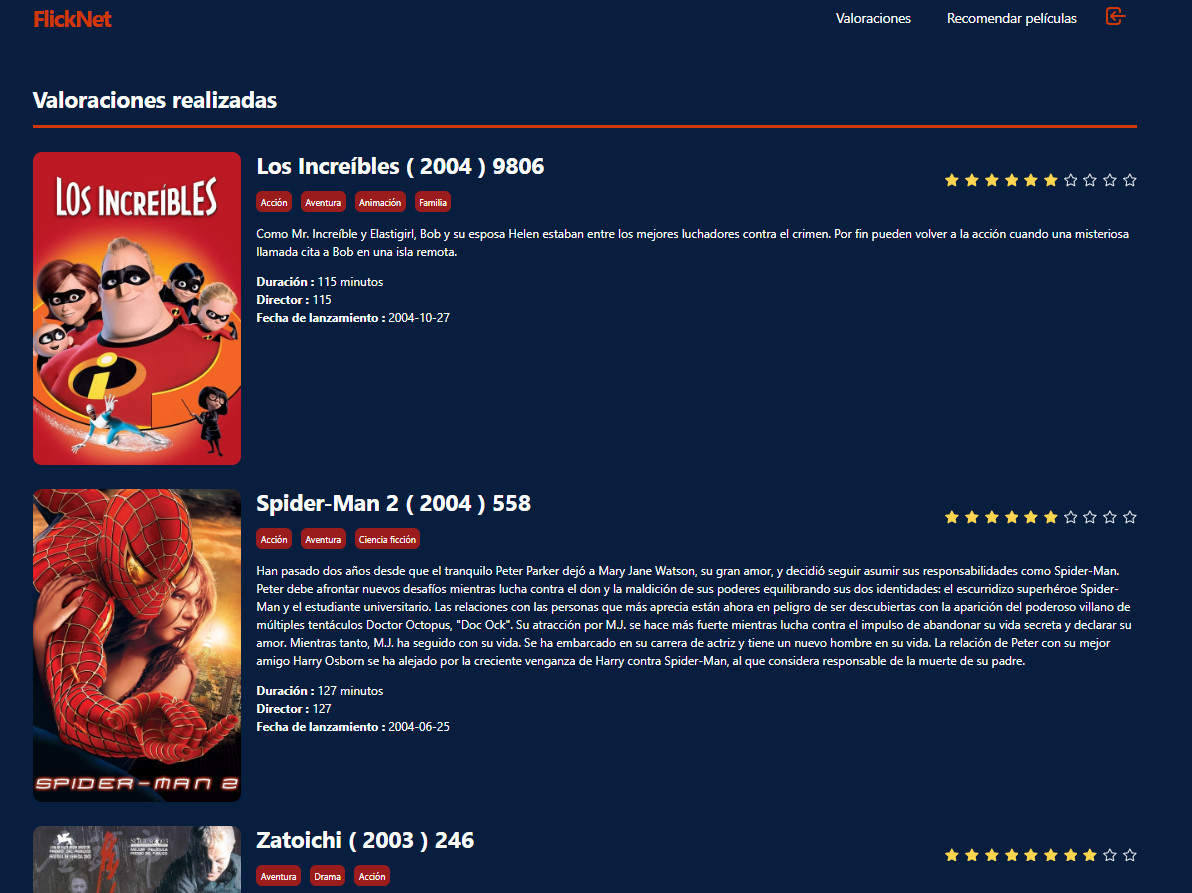 FlickNet
Valoraciones
Recomendar películas
Valoraciones realizadas
LOS INCREÍBLES
Los Increíbles ( 2004 ) 9806
Acción
Aventura
Animación
Familia
Como Mr. Increíble y Elastigirl, Bob y su esposa Helen estaban entre los mejores luchadores contra el crimen. Por fin pueden volver a la acción cuando una misteriosa
llamada cita a Bob en una isla remota.
Duración : 115 minutos
Director : 115
Fecha de lanzamiento : 2004-10-27
SPIDER-MAN 2
Spider-Man 2 ( 2004 ) 558
Acción
Aventura
Ciencia ficción
Han pasado dos años desde que el tranquilo Peter Parker dejó a Mary Jane Watson, su gran amor, y decidió seguir asumir sus responsabilidades como Spider-Man.
Peter debe afrontar nuevos desafíos mientras lucha contra el don y la maldición de sus poderes equilibrando sus dos identidades: el escurridizo superhéroe Spider-
Man y el estudiante universitario. Las relaciones con las personas que más aprecia están ahora en peligro de ser descubiertas con la aparición del poderoso villano de
múltiples tentáculos Doctor Octopus, "Doc Ock". Su atracción por M.J. se hace más fuerte mientras lucha contra el impulso de abandonar su vida secreta y declarar su
amor. Mientras tanto, M.J. ha seguido con su vida. Se ha embarcado en su carrera de actriz y tiene un nuevo hombre en su vida. La relación de Peter con su mejor
amigo Harry Osborn se ha alejado por la creciente venganza de Harry contra Spider-Man, al que considera responsable de la muerte de su padre.
Duración : 127 minutos
Director : 127
Fecha de lanzamiento : 2004-06-25
Zatoichi ( 2003 ) 246
Aventura
Drama
Acción